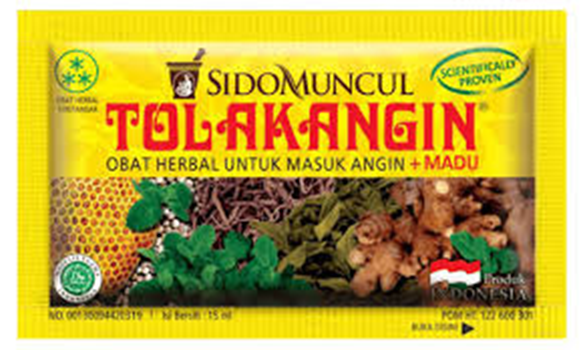 SIDOMUNCUL
SCIENTIFICALLY
PROVEN
OBAT HERBAL
TOLAKANGIN®
OBAT HERBAL UNTUK MASUK ANGIN + MADU
Produk
INDONESIA
Isi Bersih : 15 ml
POM HT. 122 600 301
BUKA DISINI